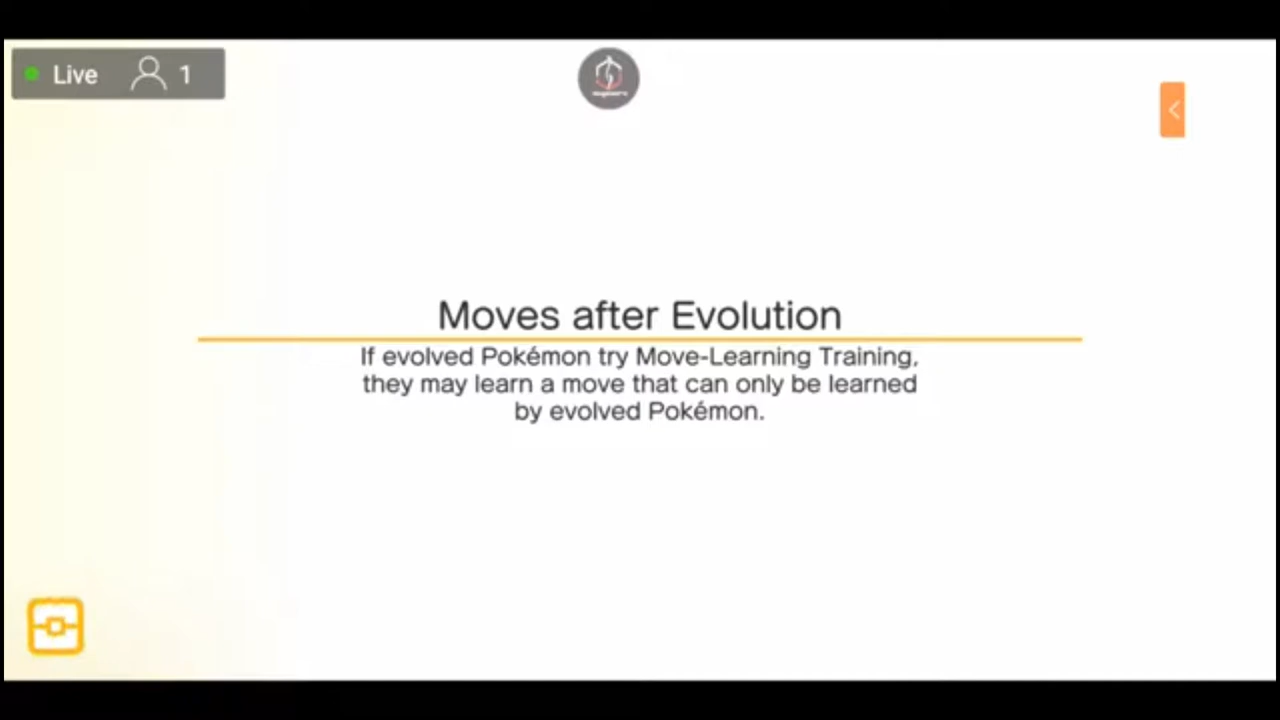 Live 1
Moves after Evolution
If evolved Pokémon try Move-Learning Training,
they may learn a move that can only be learned
by evolved Pokémon.